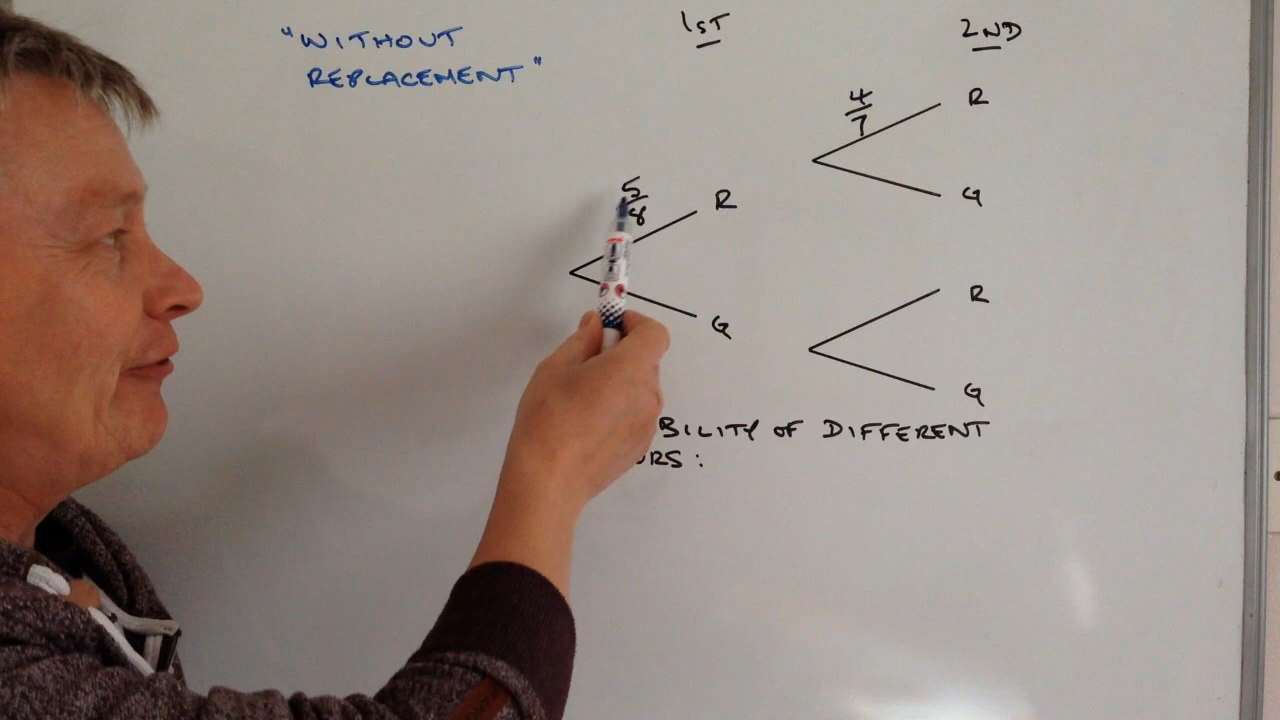 "WITHOUT
REPLACEMENT"
1ST
2ND
4/7
R
G
5/8
R
G
R
G
BILITY OF DIFFERENT
URS: